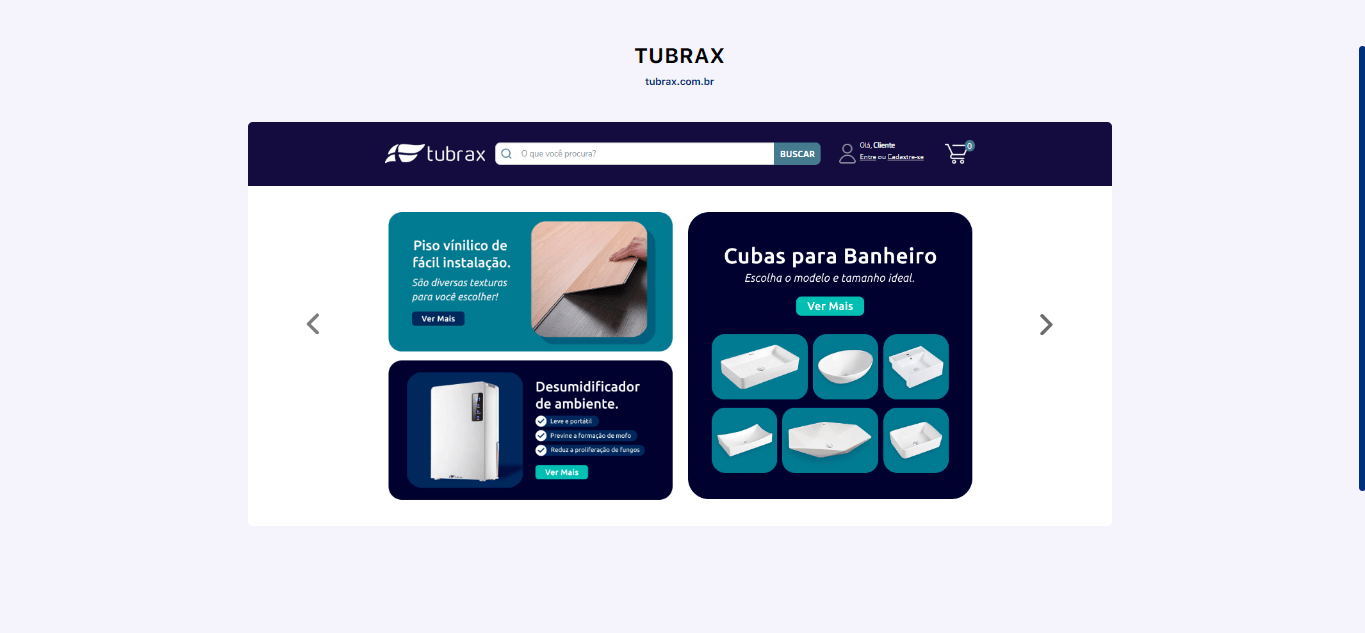 TUBRAX
tubrax.com.br
tubrax
O que você procura?
BUSCAR
Olá, Cliente
Entre ou Cadastre-se
0
Piso vínilico de
fácil instalação.
São diversas texturas
para você escolher!
Ver Mais
Desumidificador
de ambiente.
Leve e portátil
Previne a formação de mofo
Reduz a proliferação de fungos
Ver Mais
Cubas para Banheiro
Escolha o modelo e tamanho ideal.
Ver Mais